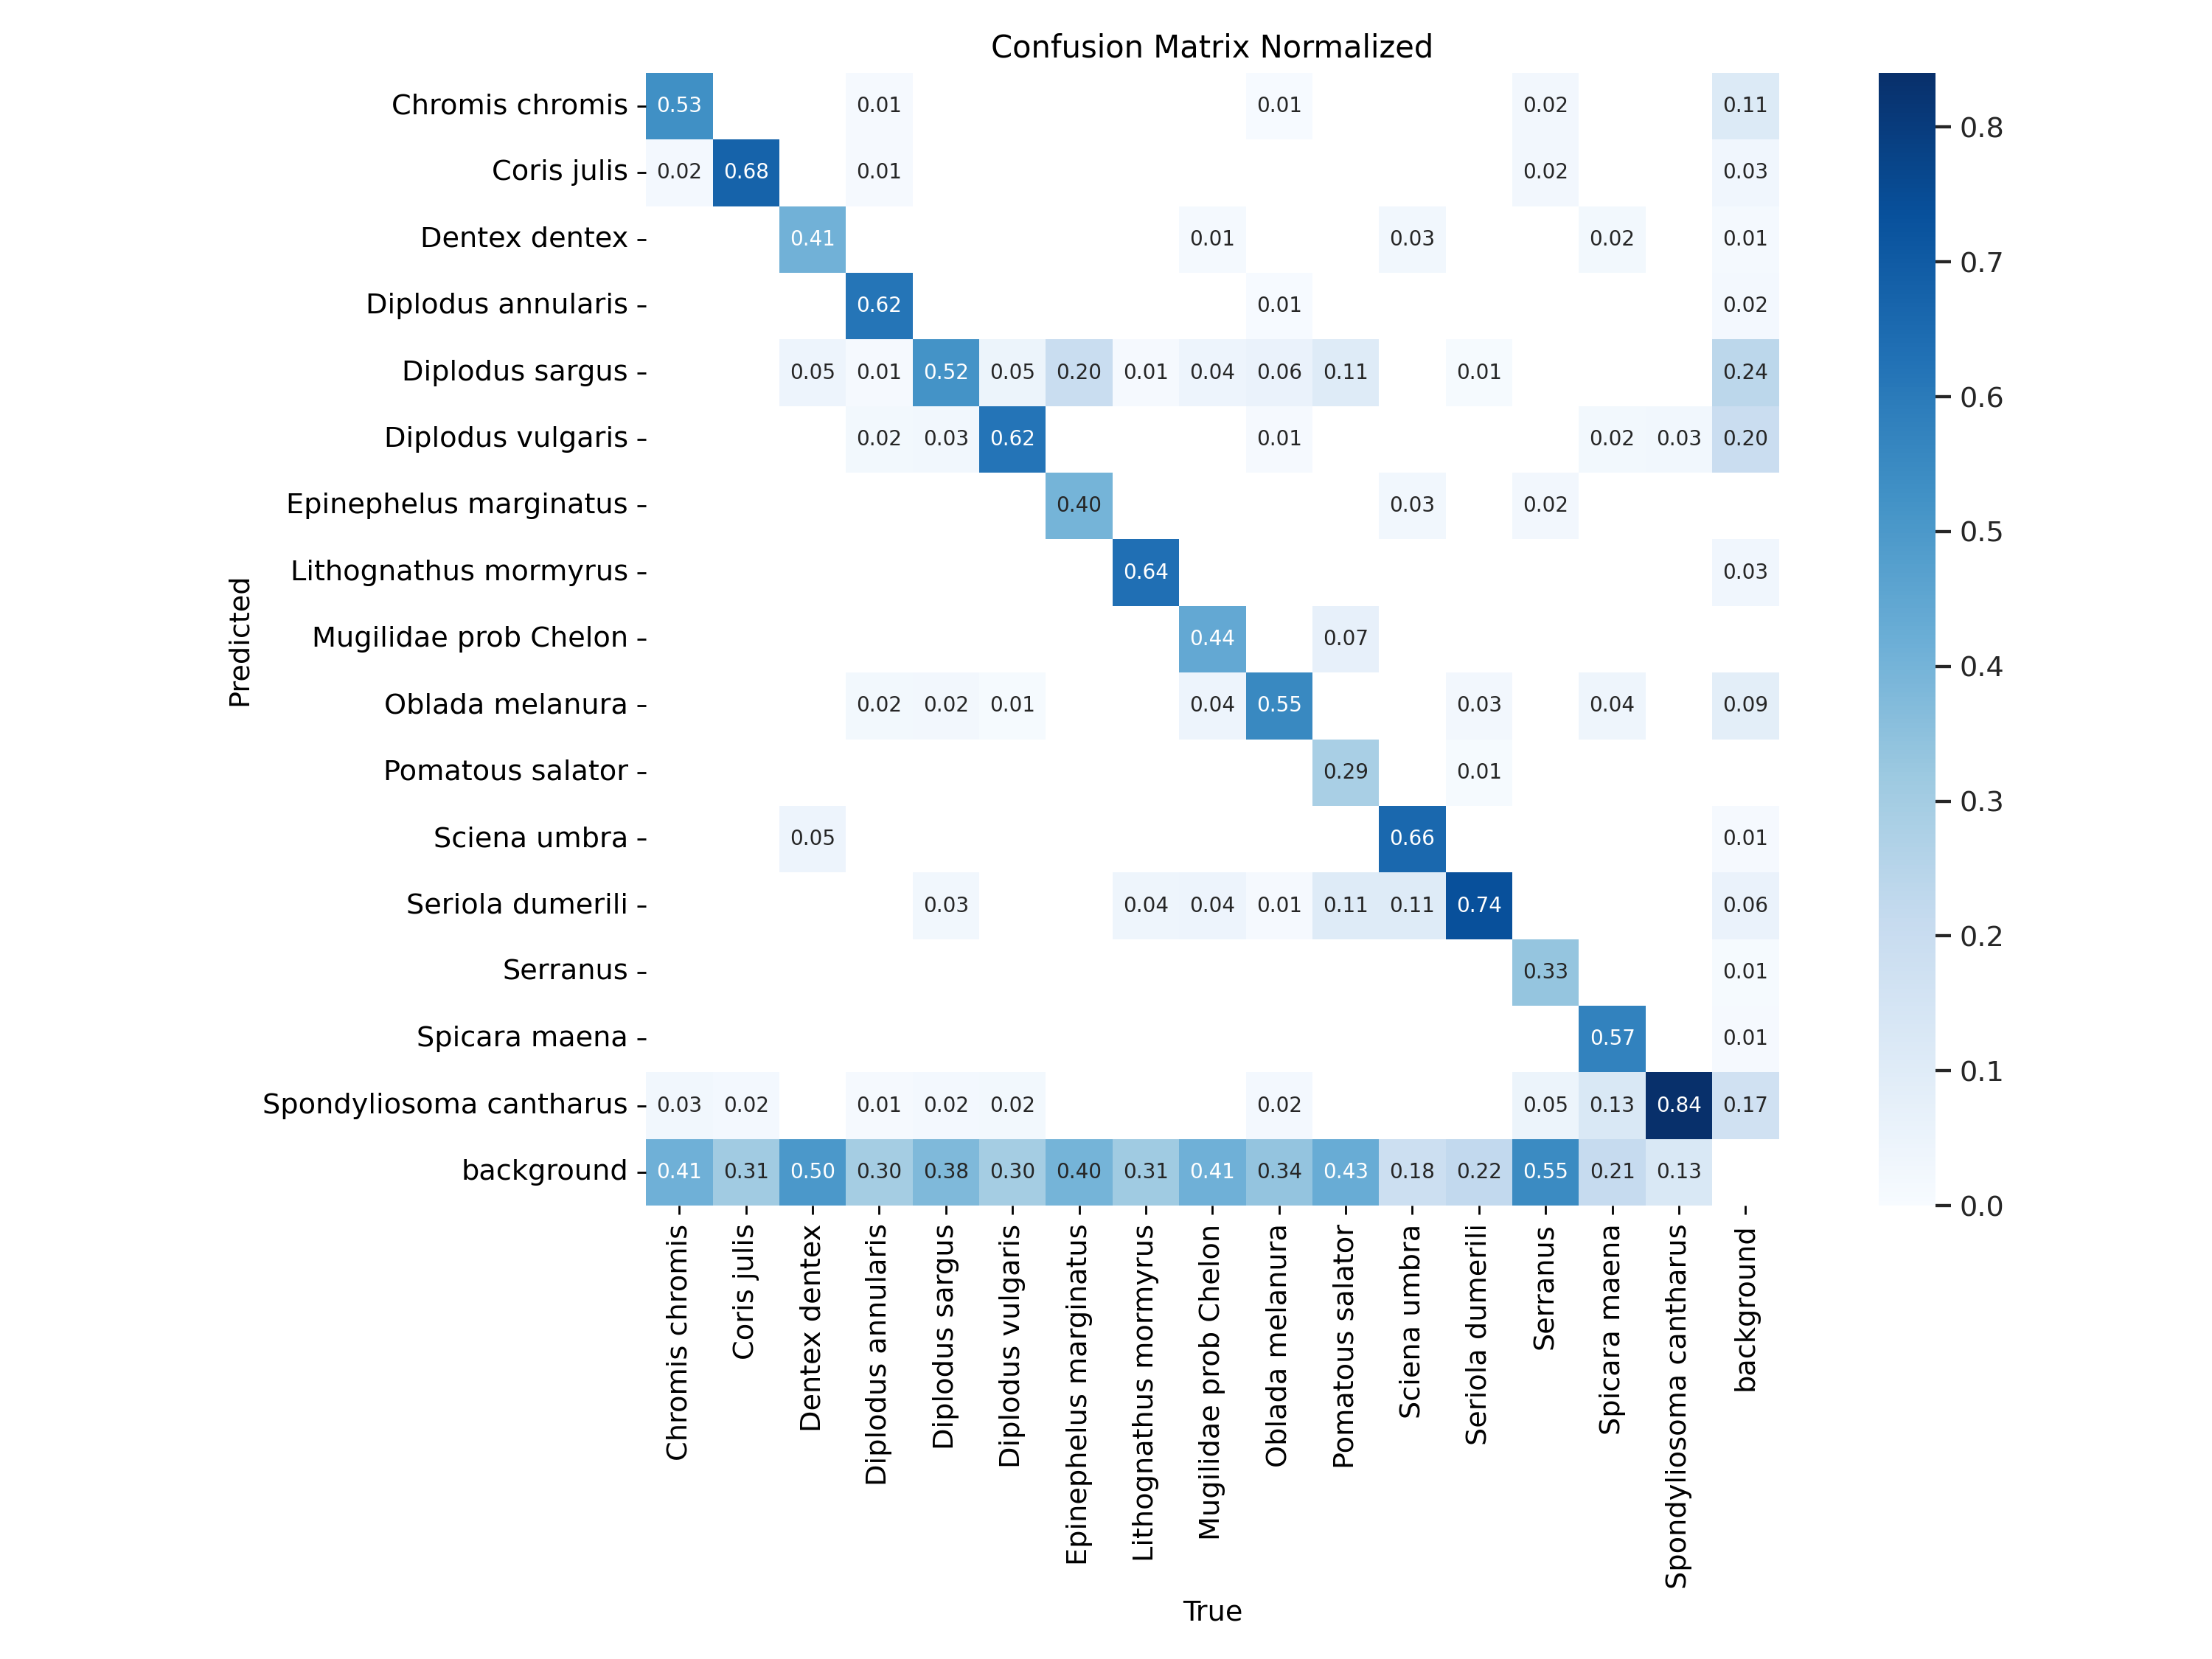 Confusion Matrix Normalized
Chromis chromis 0.53 0.01 0.01 0.02 0.11
Coris julis 0.02 0.68 0.01 0.02 0.03
Dentex dentex 0.41 0.01 0.03 0.02 0.01
Diplodus annularis 0.62 0.01 0.02
Diplodus sargus 0.05 0.01 0.52 0.05 0.20 0.01 0.04 0.06 0.11 0.01 0.24
Diplodus vulgaris 0.02 0.03 0.62 0.01 0.02 0.03 0.20
Epinephelus marginatus 0.40 0.03 0.02
Lithognathus mormyrus 0.64 0.03
Mugilidae prob Chelon 0.44 0.07
Oblada melanura 0.02 0.02 0.01 0.04 0.55 0.03 0.04 0.09
Pomatous salator 0.29 0.01
Sciena umbra 0.05 0.66 0.01
Seriola dumerili 0.03 0.04 0.04 0.01 0.11 0.11 0.74 0.06
Serranus 0.33 0.01
Spicara maena 0.57 0.01
Spondyliosoma cantharus 0.03 0.02 0.01 0.02 0.02 0.02 0.05 0.13 0.84 0.17
background 0.41 0.31 0.50 0.30 0.38 0.30 0.40 0.31 0.41 0.34 0.43 0.18 0.22 0.55 0.21 0.13
Predicted
Chromis chromis
Coris julis
Dentex dentex
Diplodus annularis
Diplodus sargus
Diplodus vulgaris
Epinephelus marginatus
Lithognathus mormyrus
Mugilidae prob Chelon
Oblada melanura
Pomatous salator
Sciena umbra
Seriola dumerili
Serranus
Spicara maena
Spondyliosoma cantharus
background
True
0.8
0.7
0.6
0.5
0.4
0.3
0.2
0.1
0.0